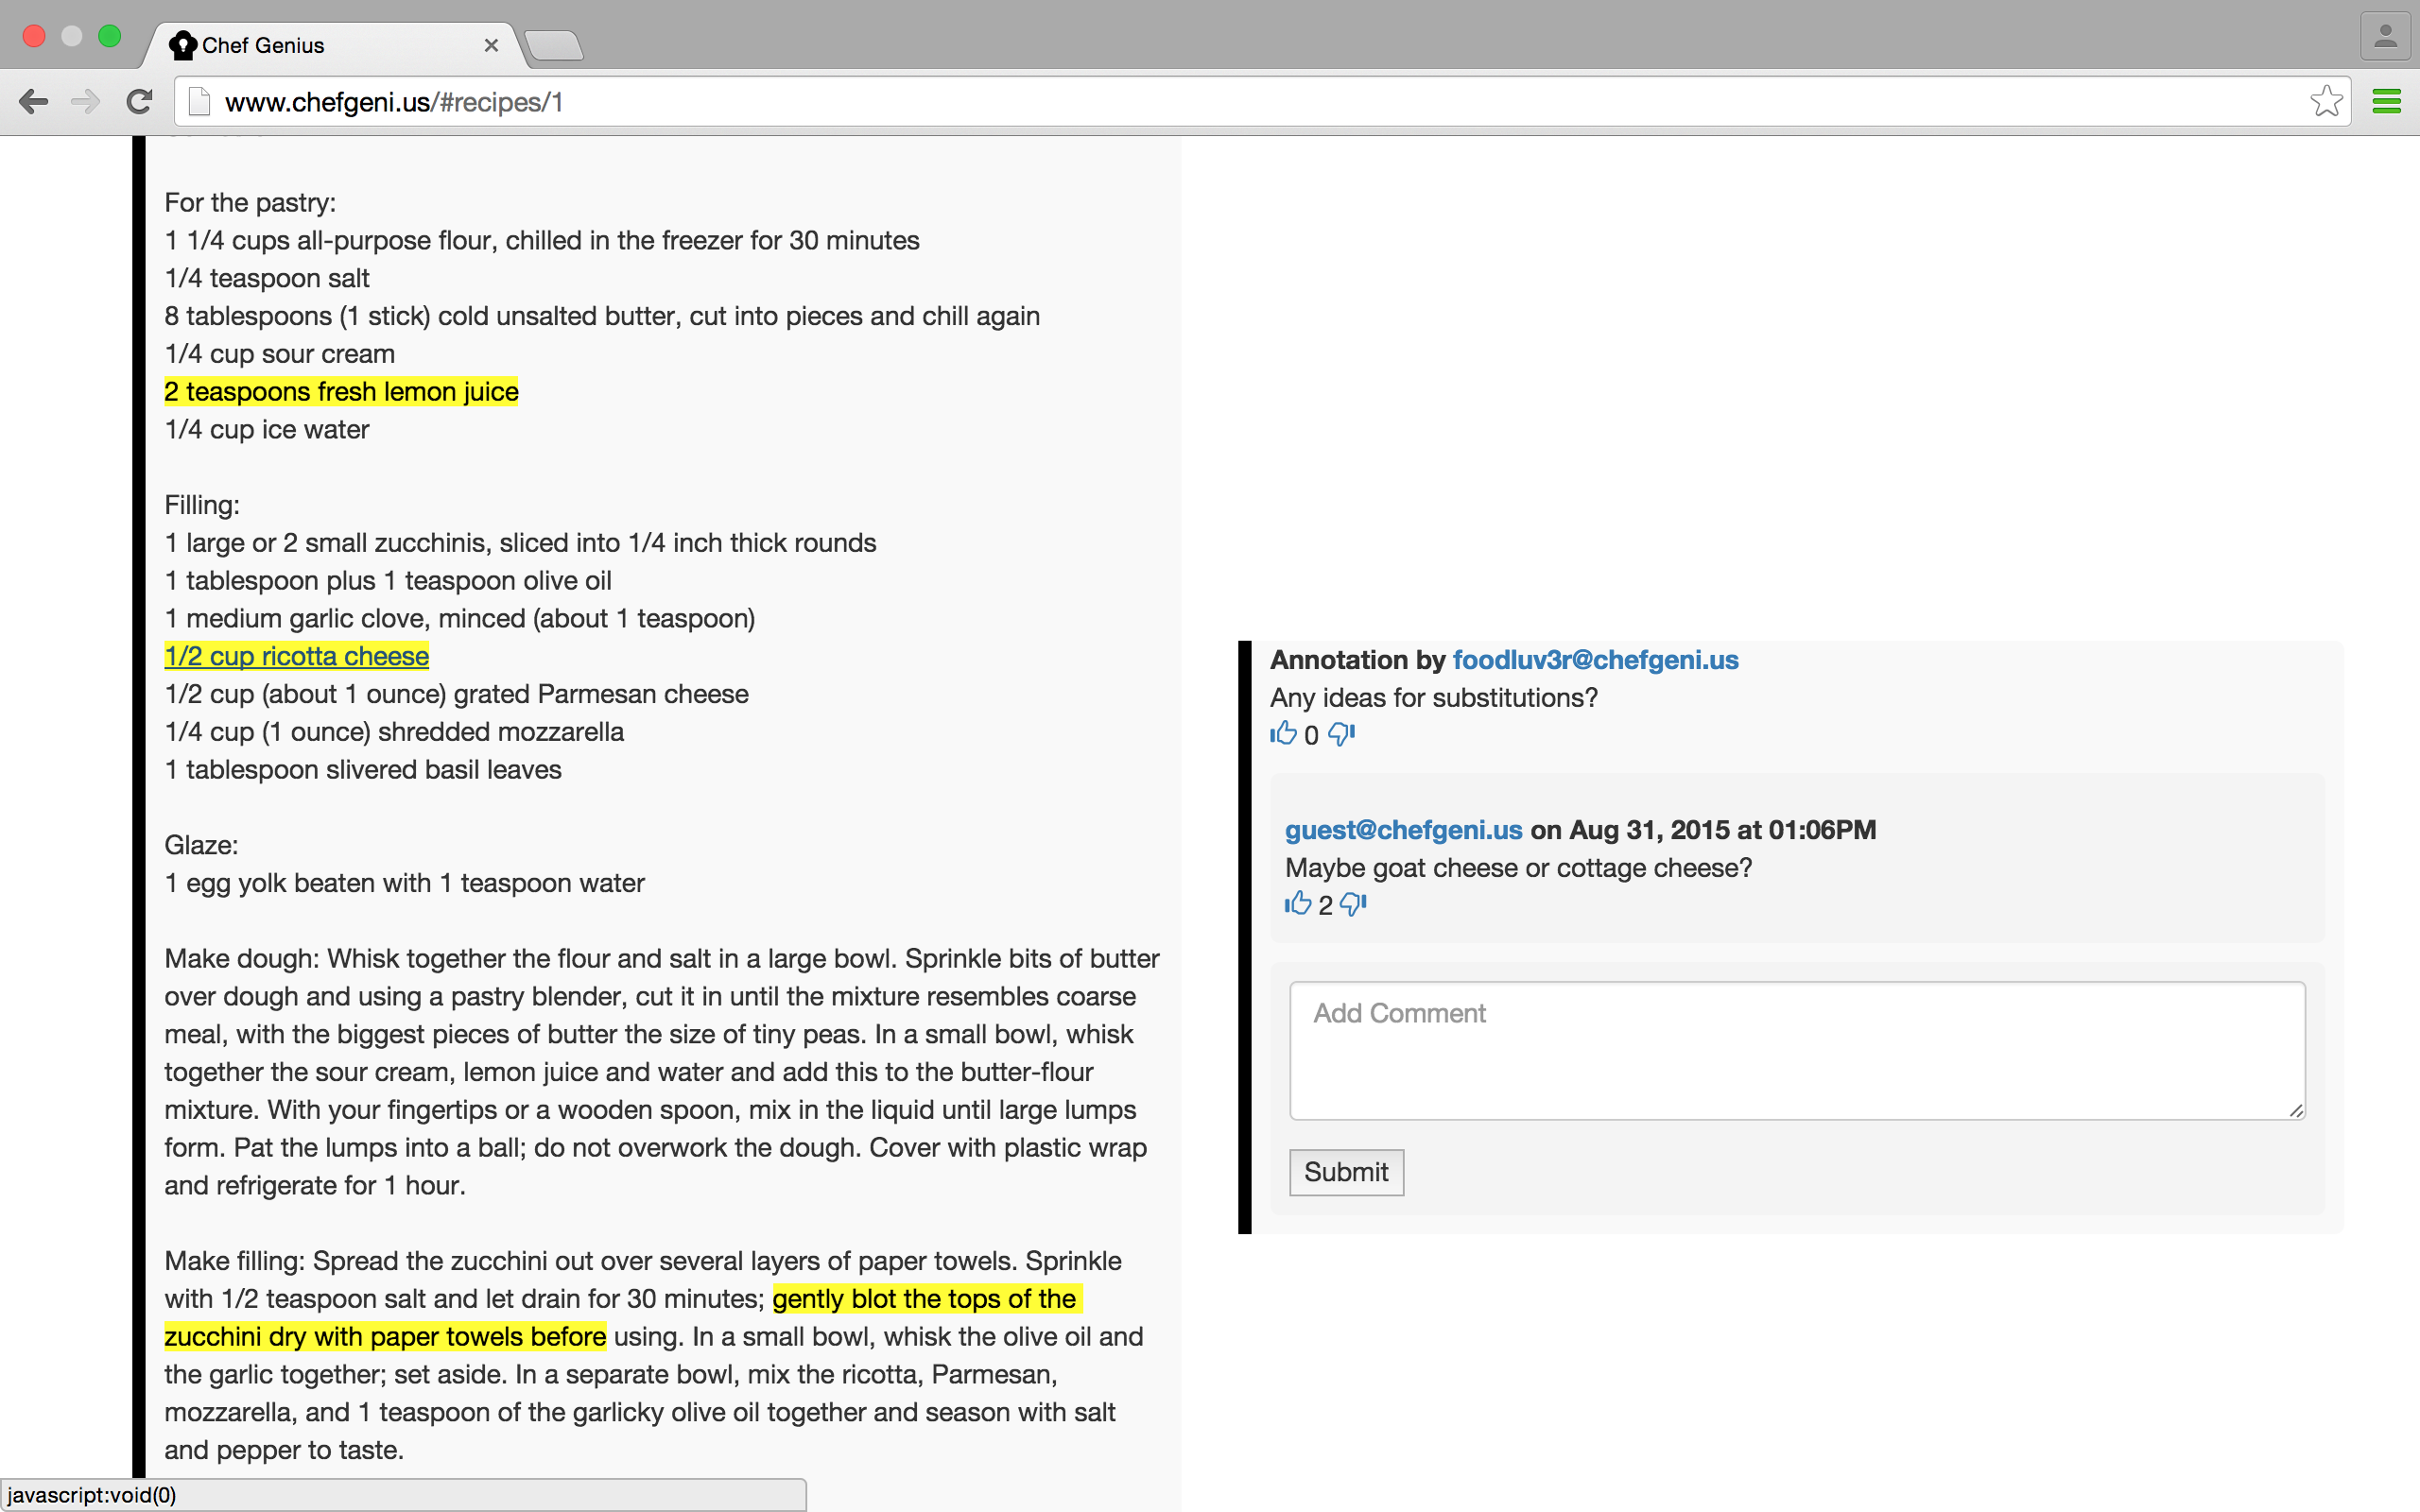 Chef Genius
www.chefgeni.us/#recipes/1
For the pastry:
1 1/4 cups all-purpose flour, chilled in the freezer for 30 minutes
1/4 teaspoon salt
8 tablespoons (1 stick) cold unsalted butter, cut into pieces and chill again
1/4 cup sour cream
2 teaspoons fresh lemon juice
1/4 cup ice water
Filling:
1 large or 2 small zucchinis, sliced into 1/4 inch thick rounds
1 tablespoon plus 1 teaspoon olive oil
1 medium garlic clove, minced (about 1 teaspoon)
1/2 cup ricotta cheese
1/2 cup (about 1 ounce) grated Parmesan cheese
1/4 cup (1 ounce) shredded mozzarella
1 tablespoon slivered basil leaves
Glaze:
1 egg yolk beaten with 1 teaspoon water
Make dough: Whisk together the flour and salt in a large bowl. Sprinkle bits of butter
over dough and using a pastry blender, cut it in until the mixture resembles coarse
meal, with the biggest pieces of butter the size of tiny peas. In a small bowl, whisk
together the sour cream, lemon juice and water and add this to the butter-flour
mixture. With your fingertips or a wooden spoon, mix in the liquid until large lumps
form. Pat the lumps into a ball; do not overwork the dough. Cover with plastic wrap
and refrigerate for 1 hour.
Make filling: Spread the zucchini out over several layers of paper towels. Sprinkle
with 1/2 teaspoon salt and let drain for 30 minutes; gently blot the tops of the
zucchini dry with paper towels before using. In a small bowl, whisk the olive oil and
the garlic together; set aside. In a separate bowl, mix the ricotta, Parmesan,
mozzarella, and 1 teaspoon of the garlicky olive oil together and season with salt
and pepper to taste.
Annotation by foodluv3r@chefgeni.us
Any ideas for substitutions?
0
guest@chefgeni.us on Aug 31, 2015 at 01:06PM
Maybe goat cheese or cottage cheese?
2
Add Comment
Submit
javascript:void(0)